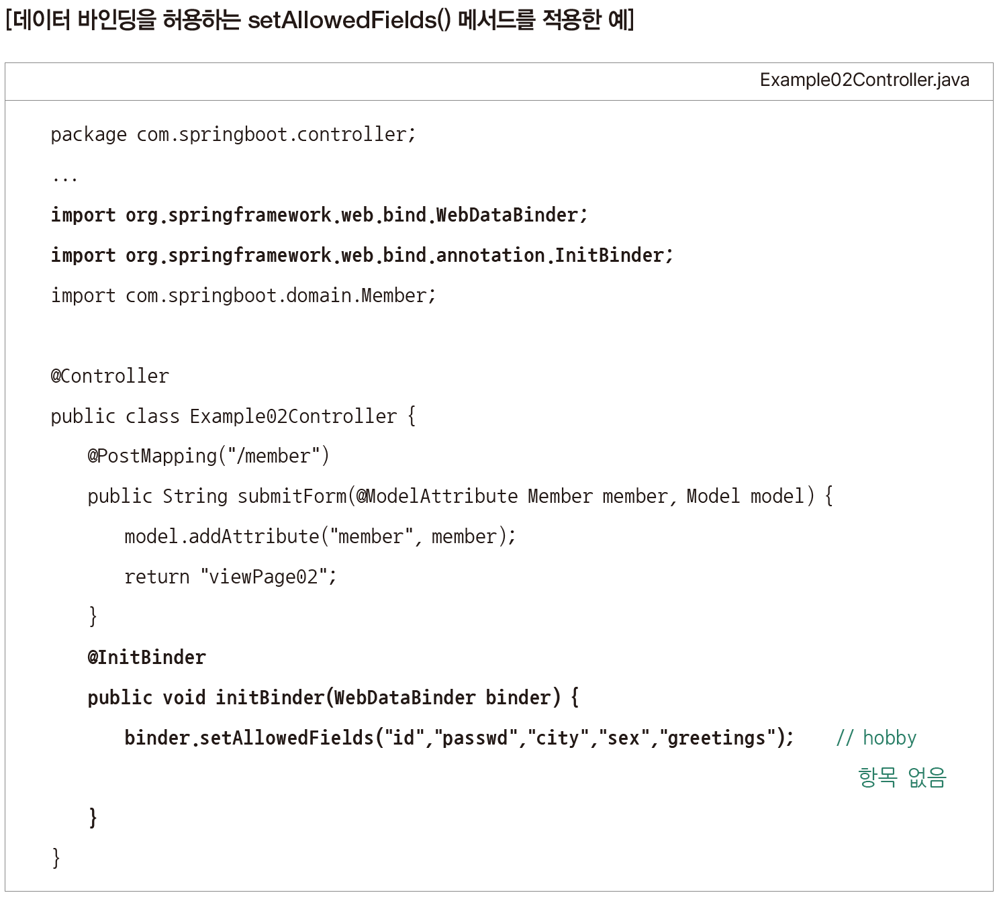 [데이터 바인딩을 허용하는 setAllowedFields() 메서드를 적용한 예]
Example02Controller.java
package com.springboot.controller;
...
import org.springframework.web.bind.WebDataBinder;
import org.springframework.web.bind.annotation.InitBinder;
import com.springboot.domain.Member;
@Controller
public class Example02Controller {
@PostMapping("/member")
public String submitForm(@ModelAttribute Member member, Model model) {
model.addAttribute("member", member);
return "viewPage02";
}
@InitBinder
public void initBinder(WebDataBinder binder) {
binder.setAllowedFields("id","passwd","city","sex","greetings"); // hobby
항목 없음
}
}